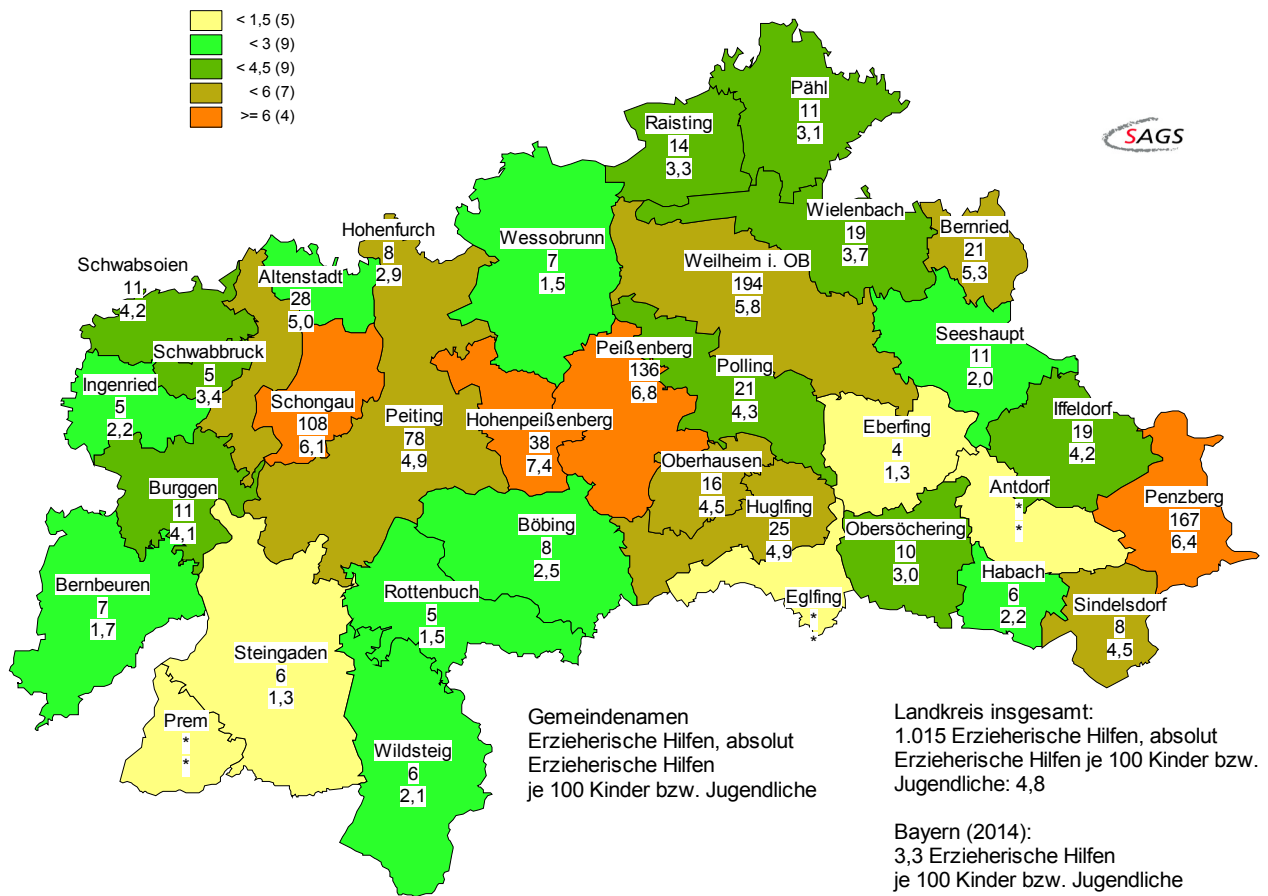 < 1,5 (5)
< 3 (9)
< 4,5 (9)
< 6 (7)
>= 6 (4)
SAGS
Pähl
11
3,1
Raisting
14
3,3
Wielenbach
19
3,7
Bernried
21
5,3
Hohenfurch
8
2,9
Wessobrunn
7
1,5
Weilheim i. OB
194
5,8
Schwabsoien
11
4,2
Altenstadt
28
5,0
Seeshaupt
11
2,0
Schwabbruck
5
3,4
Peißenberg
136
6,8
Polling
21
4,3
Ingenried
5
2,2
Schongau
108
6,1
Peiting
78
4,9
Hohenpeißenberg
38
7,4
Eberfing
4
1,3
Iffeldorf
19
4,2
Oberhausen
16
4,5
Huglfing
25
4,9
Antdorf
*
*
Penzberg
167
6,4
Burggen
11
4,1
Böbing
8
2,5
Obersöchering
10
3,0
Bernbeuren
7
1,7
Rottenbuch
5
1,5
Eglfing
*
*
Habach
6
2,2
Sindelsdorf
8
4,5
Steingaden
6
1,3
Prem
*
*
Wildsteig
6
2,1
Gemeindenamen
Erzieherische Hilfen, absolut
Erzieherische Hilfen
je 100 Kinder bzw. Jugendliche
Landkreis insgesamt:
1.015 Erzieherische Hilfen, absolut
Erzieherische Hilfen je 100 Kinder bzw.
Jugendliche: 4,8
Bayern (2014):
3,3 Erzieherische Hilfen
je 100 Kinder bzw. Jugendliche